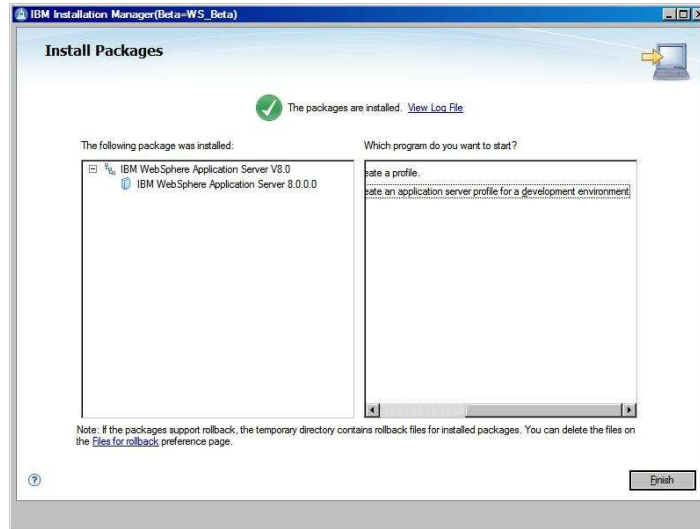 IBM Installation Manager(Beta=WS_Beta)
Install Packages
The packages are installed. View Log File
The following package was installed:
Which program do you want to start?
IBM WebSphere Application Server V8.0
IBM WebSphere Application Server 8.0.0.0
eate a profile.
eate an application server profile for a development environment
Note: If the packages support rollback, the temporary directory contains rollback files for installed packages. You can delete the files on
the Files for rollback preference page.
?
Finish